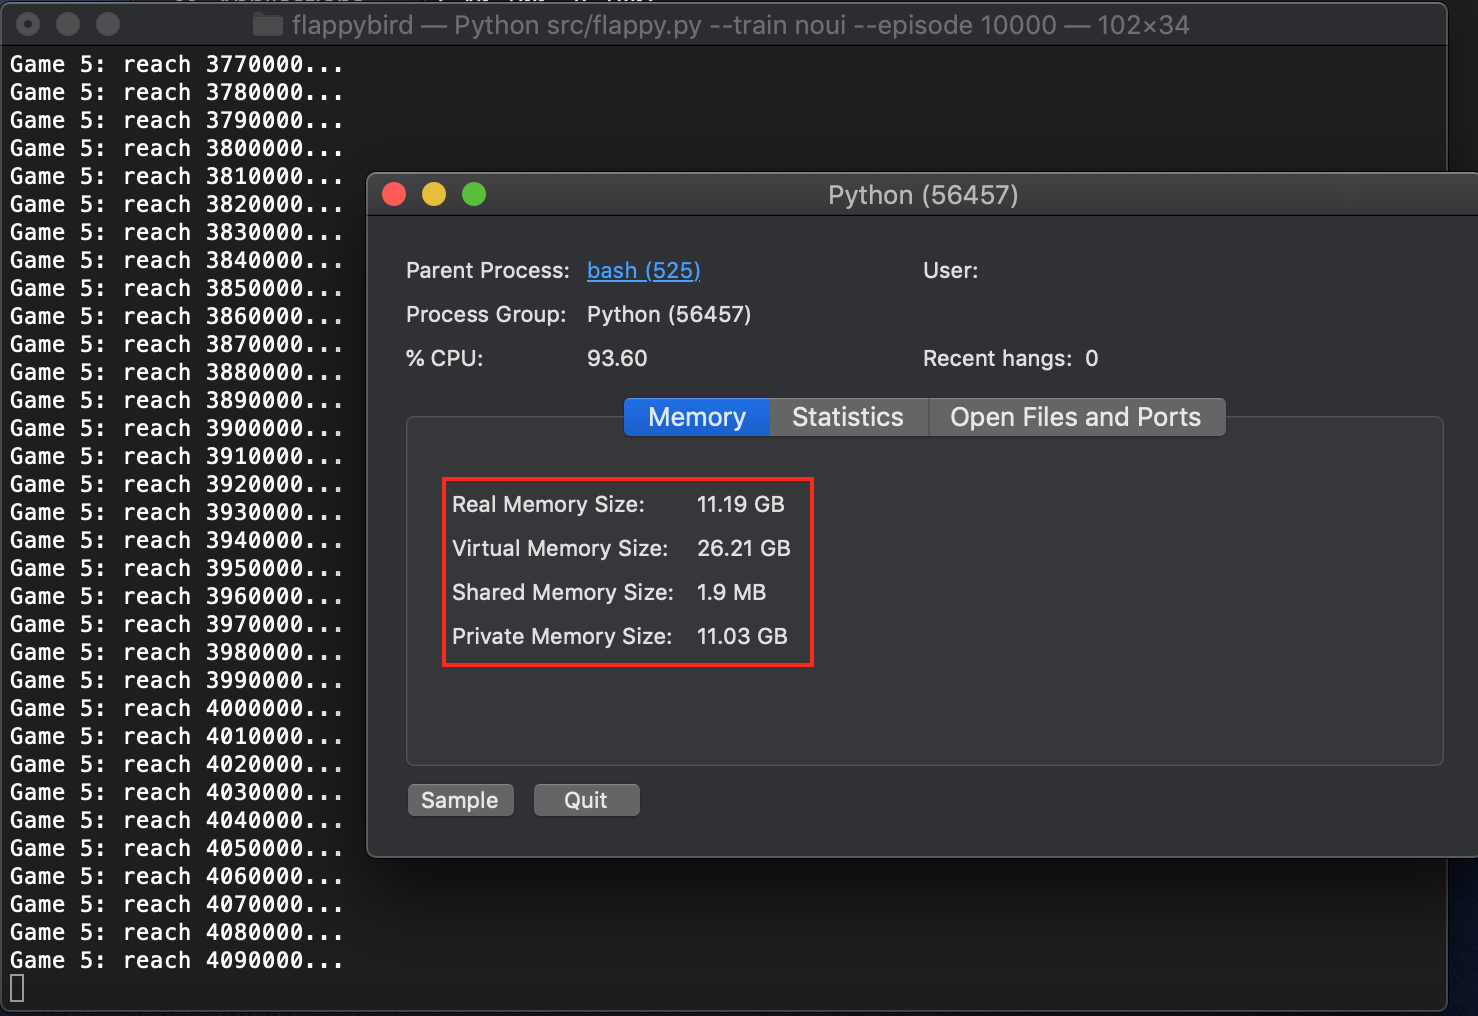 flappybird — Python src/flappy.py --train noui --episode 10000 — 102×34
Game 5: reach 3770000...
Game 5: reach 3780000...
Game 5: reach 3790000...
Game 5: reach 3800000...
Game 5: reach 3810000...
Game 5: reach 3820000...
Game 5: reach 3830000...
Game 5: reach 3840000...
Game 5: reach 3850000...
Game 5: reach 3860000...
Game 5: reach 3870000...
Game 5: reach 3880000...
Game 5: reach 3890000...
Game 5: reach 3900000...
Game 5: reach 3910000...
Game 5: reach 3920000...
Game 5: reach 3930000...
Game 5: reach 3940000...
Game 5: reach 3950000...
Game 5: reach 3960000...
Game 5: reach 3970000...
Game 5: reach 3980000...
Game 5: reach 3990000...
Game 5: reach 4000000...
Game 5: reach 4010000...
Game 5: reach 4020000...
Game 5: reach 4030000...
Game 5: reach 4040000...
Game 5: reach 4050000...
Game 5: reach 4060000...
Game 5: reach 4070000...
Game 5: reach 4080000...
Game 5: reach 4090000...
Python (56457)
Parent Process: bash (525) User:
Process Group: Python (56457)
% CPU: 93.60 Recent hangs: 0
Memory Statistics Open Files and Ports
Real Memory Size: 11.19 GB
Virtual Memory Size: 26.21 GB
Shared Memory Size: 1.9 MB
Private Memory Size: 11.03 GB
Sample Quit